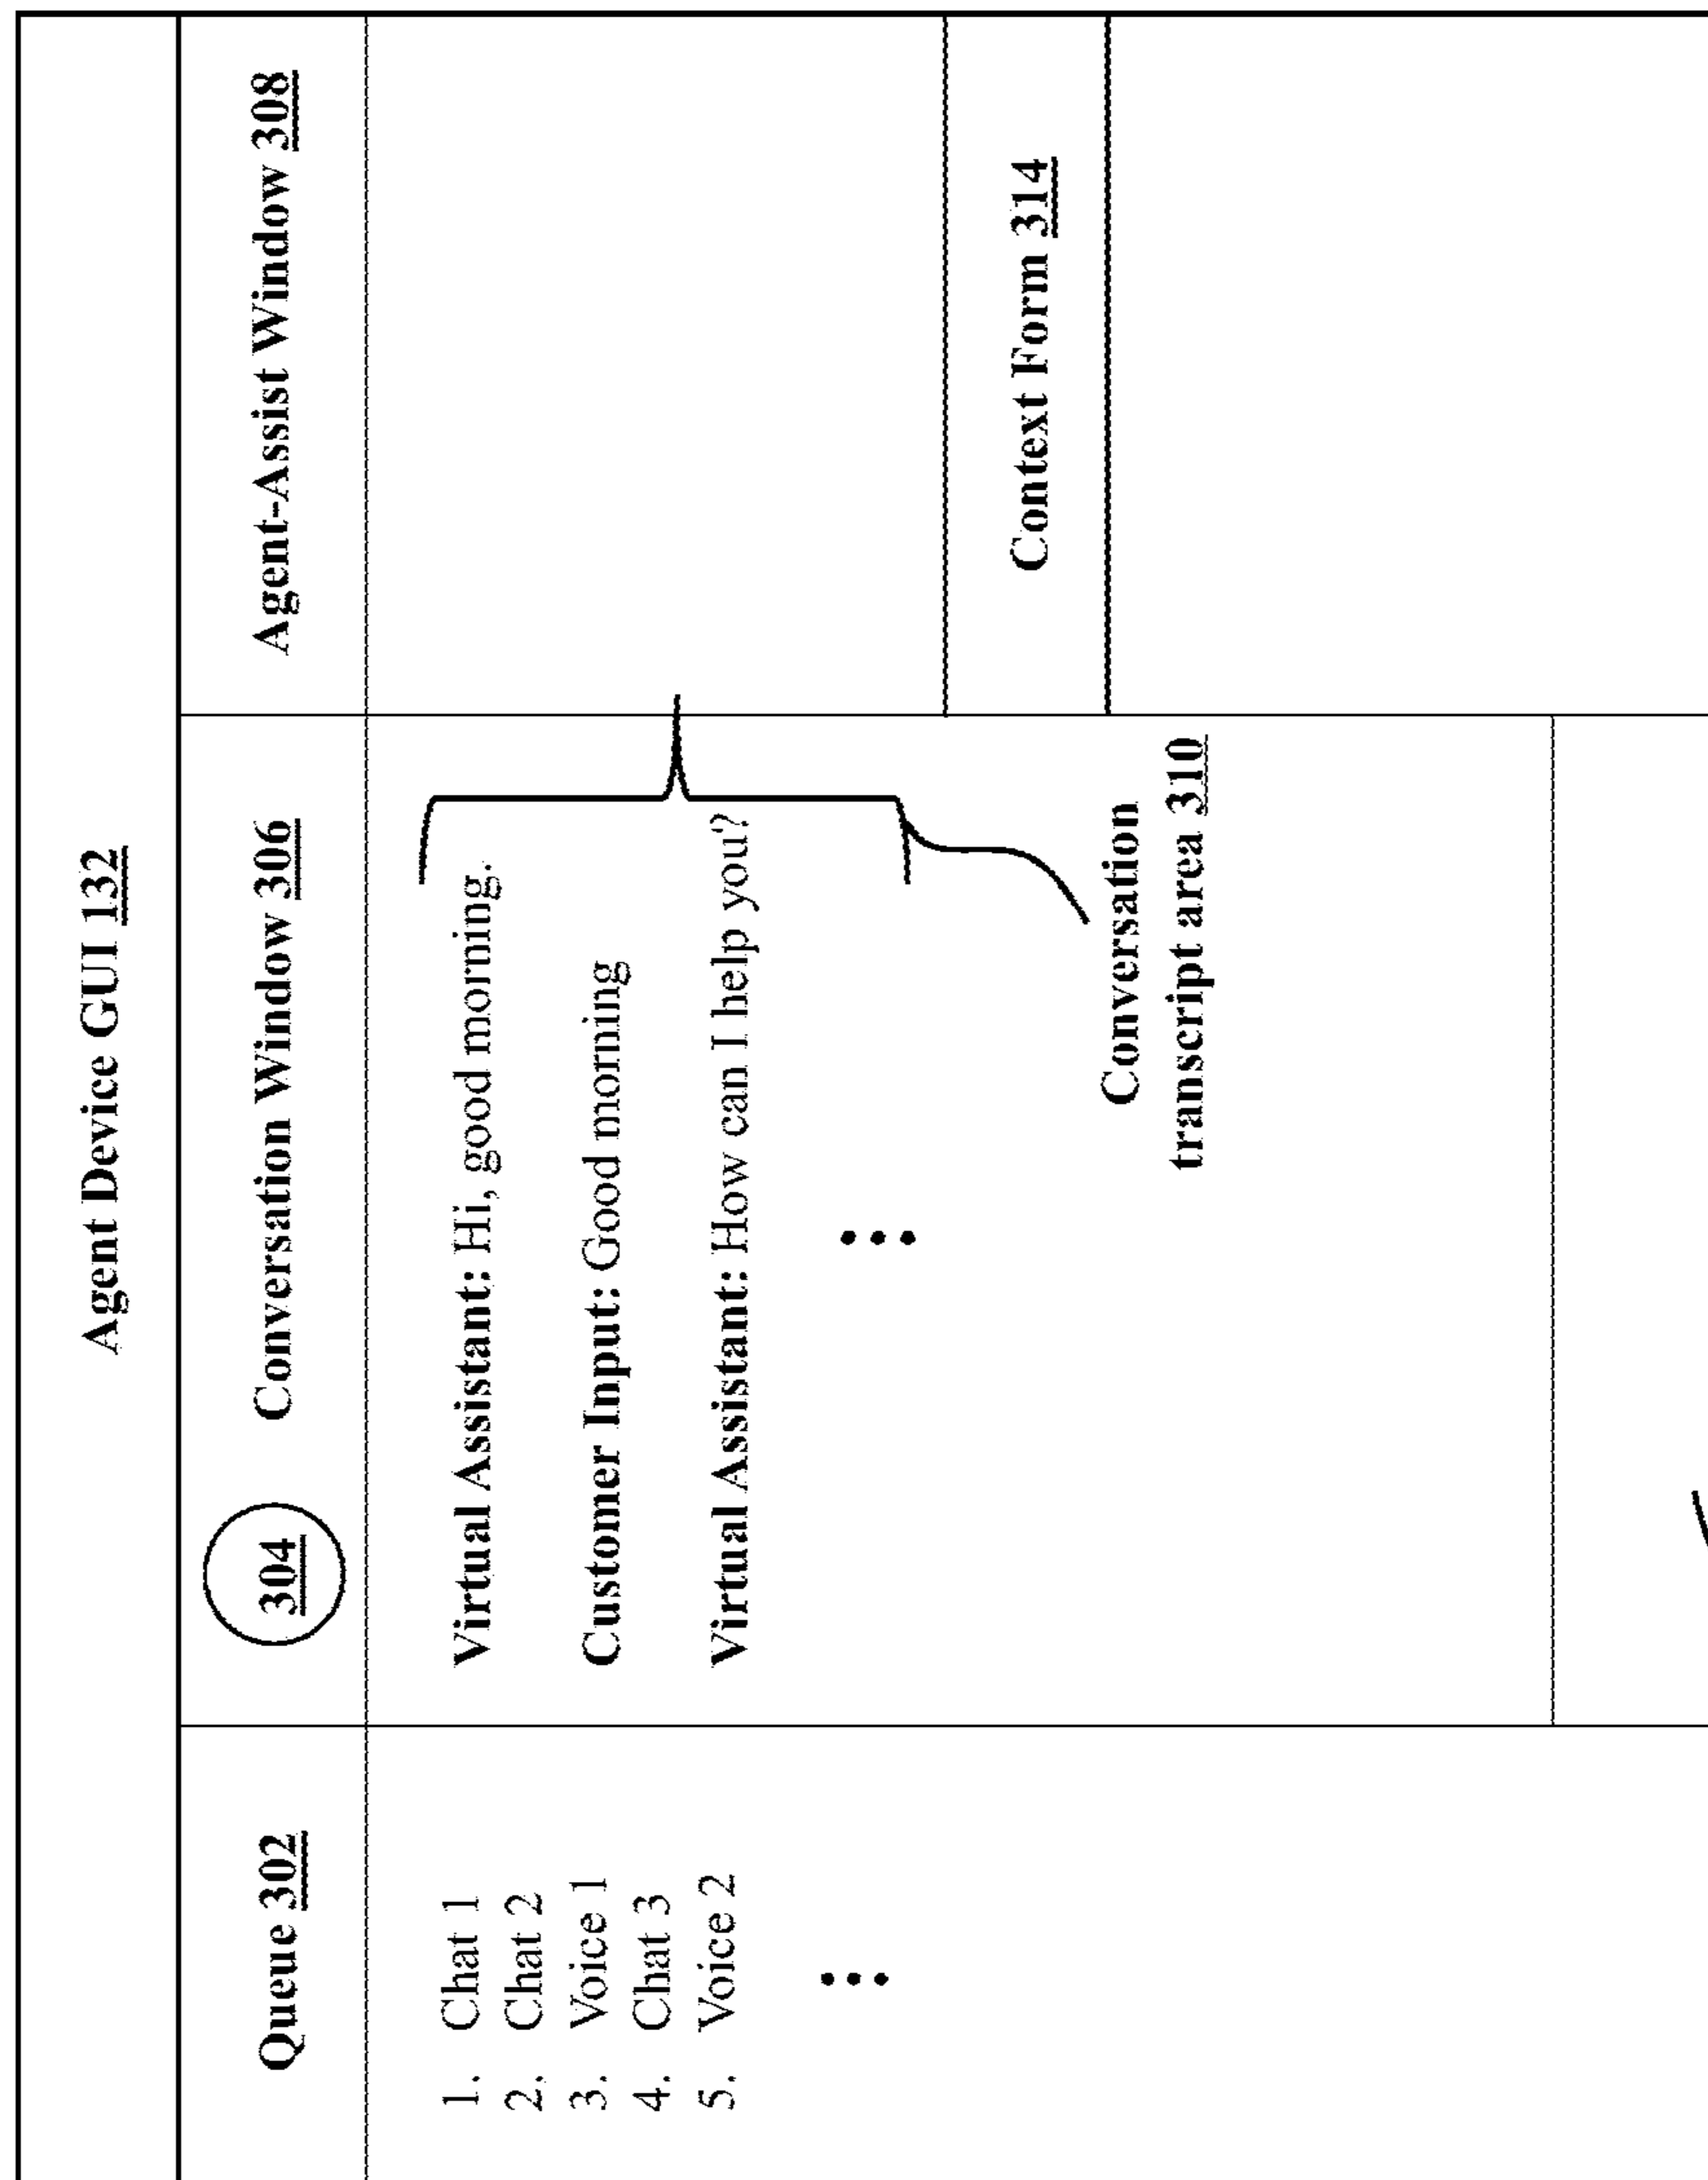 Agent Device GUI 132
Queue 302
304
Conversation Window 306
Agent-Assist Window 308
1. Chat 1
2. Chat 2
3. Voice 1
4. Chat 3
5. Voice 2
Virtual Assistant: Hi, good morning.
Customer Input: Good morning
Virtual Assistant: How can I help you?
Conversation
transcript area 310
Context Form 314